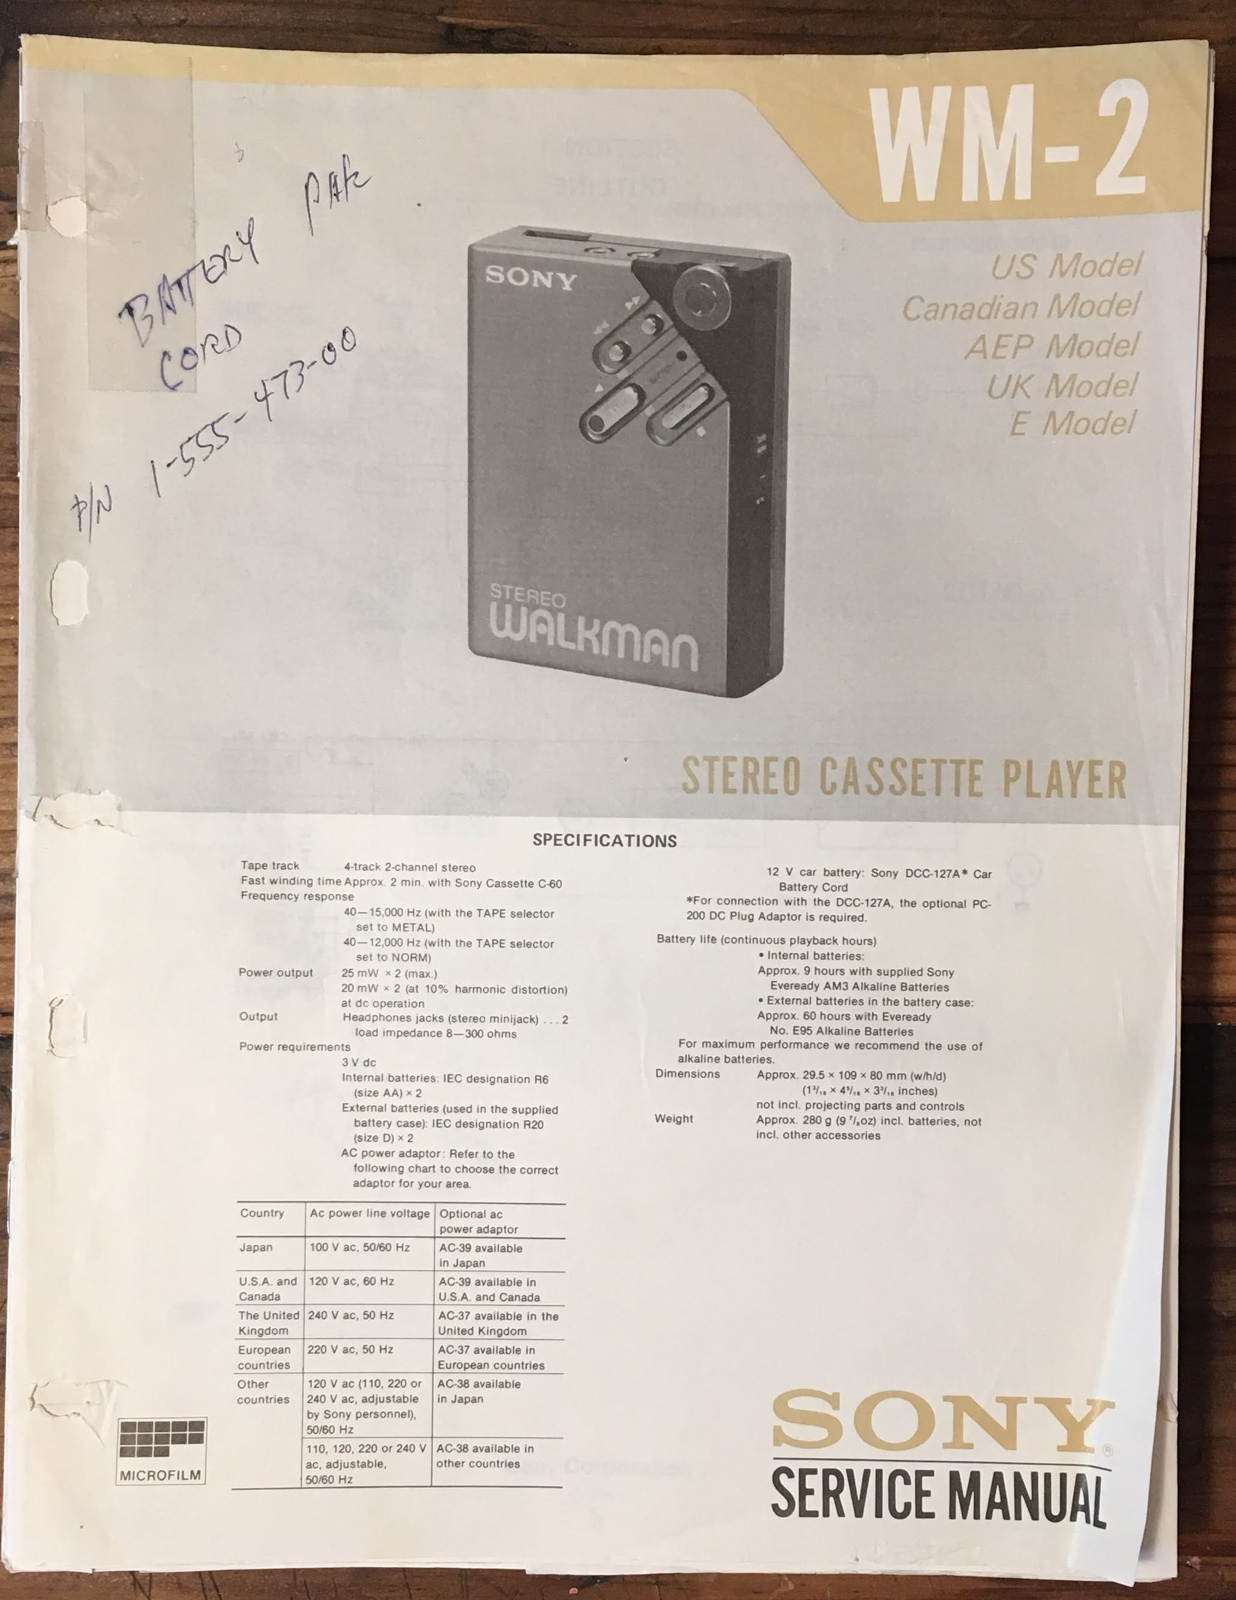 WM-2
US Model
Canadian Model
AEP Model
UK Model
E Model
BATTERY PAK
CORD
P/N 1-555-473-00
SONY
STEREO
WALKMAN
STEREO CASSETTE PLAYER
SPECIFICATIONS
Tape track 4-track 2-channel stereo
Fast winding time Approx. 2 min. with Sony Cassette C-60
Frequency response
40—15,000 Hz (with the TAPE selector
set to METAL)
40—12,000 Hz (with the TAPE selector
set to NORM)
Power output 25 mW × 2 (max.)
20 mW × 2 (at 10% harmonic distortion)
at dc operation
Output Headphones jacks (stereo minijack) . . . 2
load impedance 8—300 ohms
Power requirements
3 V dc
Internal batteries: IEC designation R6
(size AA) × 2
External batteries (used in the supplied
battery case): IEC designation R20
(size D) × 2
AC power adaptor: Refer to the
following chart to choose the correct
adaptor for your area.
Country Ac power line voltage Optional ac
power adaptor
Japan 100 V ac, 50/60 Hz AC-39 available
in Japan
U.S.A. and 120 V ac, 60 Hz AC-39 available in
Canada U.S.A. and Canada
The United 240 V ac, 50 Hz AC-37 available in the
Kingdom United Kingdom
European 220 V ac, 50 Hz AC-37 available in
countries European countries
Other 120 V ac (110, 220 or AC-38 available
countries 240 V ac, adjustable in Japan
by Sony personnel),
50/60 Hz
110, 120, 220 or 240 V AC-38 available in
ac, adjustable, other countries
50/60 Hz
12 V car battery: Sony DCC-127A* Car
Battery Cord
*For connection with the DCC-127A, the optional PC-
200 DC Plug Adaptor is required.
Battery life (continuous playback hours)
• Internal batteries:
Approx. 9 hours with supplied Sony
Eveready AM3 Alkaline Batteries
• External batteries in the battery case:
Approx. 60 hours with Eveready
No. E95 Alkaline Batteries
For maximum performance we recommend the use of
alkaline batteries.
Dimensions Approx. 29.5 × 109 × 80 mm (w/h/d)
(1 3/16 × 4 5/16 × 3 3/16 inches)
not incl. projecting parts and controls
Weight Approx. 280 g (9 7/8 oz) incl. batteries, not
incl. other accessories
MICROFILM
SONY®
SERVICE MANUAL